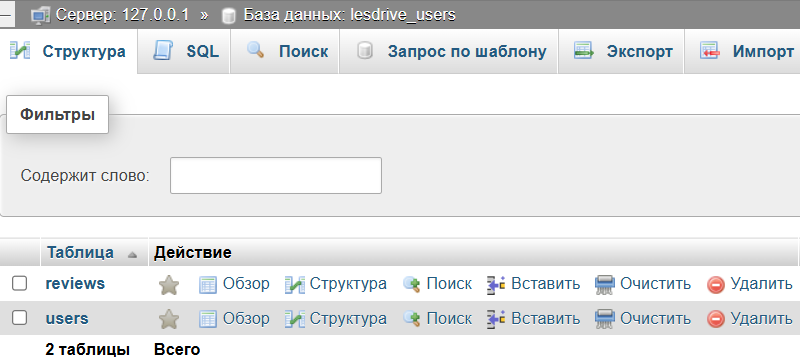 Сервер: 127.0.0.1 » База данных: lesdrive_users
Структура SQL Поиск Запрос по шаблону Экспорт Импорт
Фильтры
Содержит слово:
Таблица Действие
reviews Обзор Структура Поиск Вставить Очистить Удалить
users Обзор Структура Поиск Вставить Очистить Удалить
2 таблицы Всего